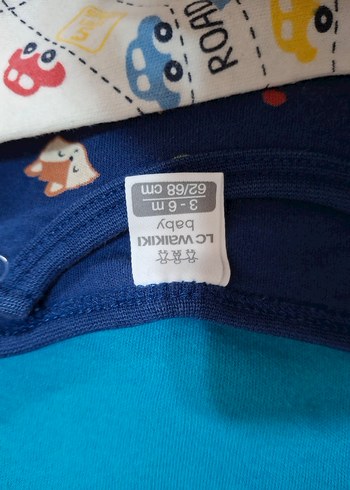 ROAD
LC WAIKIKI
baby
3 - 6 m
62/68 cm